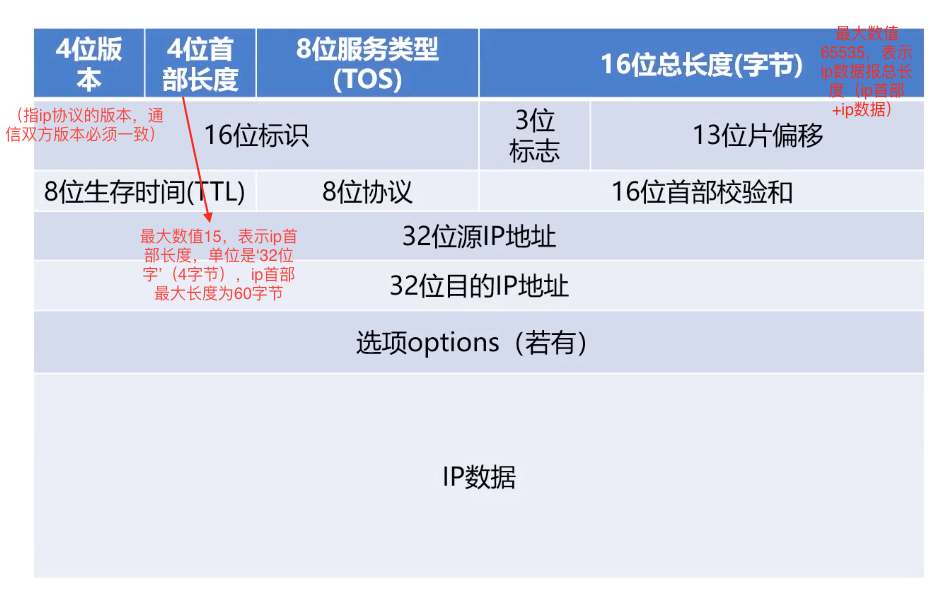 4位版
本
4位首
部长度
8位服务类型
(TOS)
16位总长度(字节)
最大数值
65535，表示
ip数据报总长
度（ip首部
+ip数据）
（指ip协议的版本，通
信双方版本必须一致）
16位标识
3位
标志
13位片偏移
8位生存时间(TTL)
8位协议
16位首部校验和
最大数值15，表示ip首
部长度，单位是‘32位
字’（4字节）,ip首部
最大长度为60字节
32位源IP地址
32位目的IP地址
选项options（若有）
IP数据